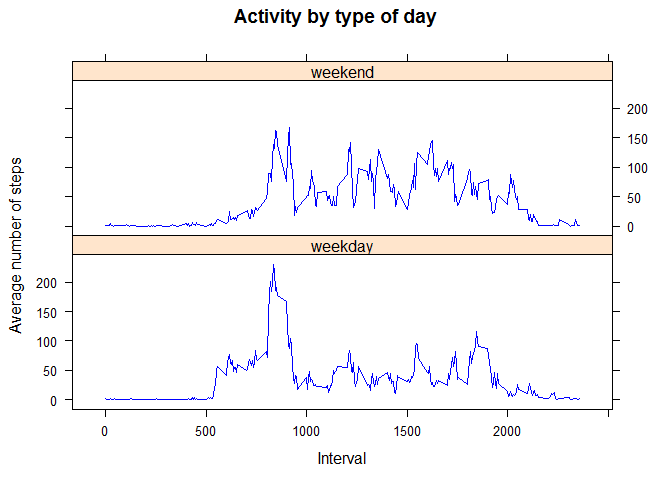 Activity by type of day
weekend
200
150
100
50
0
weekday
200
150
100
50
0
Average number of steps
0 500 1000 1500 2000
Interval